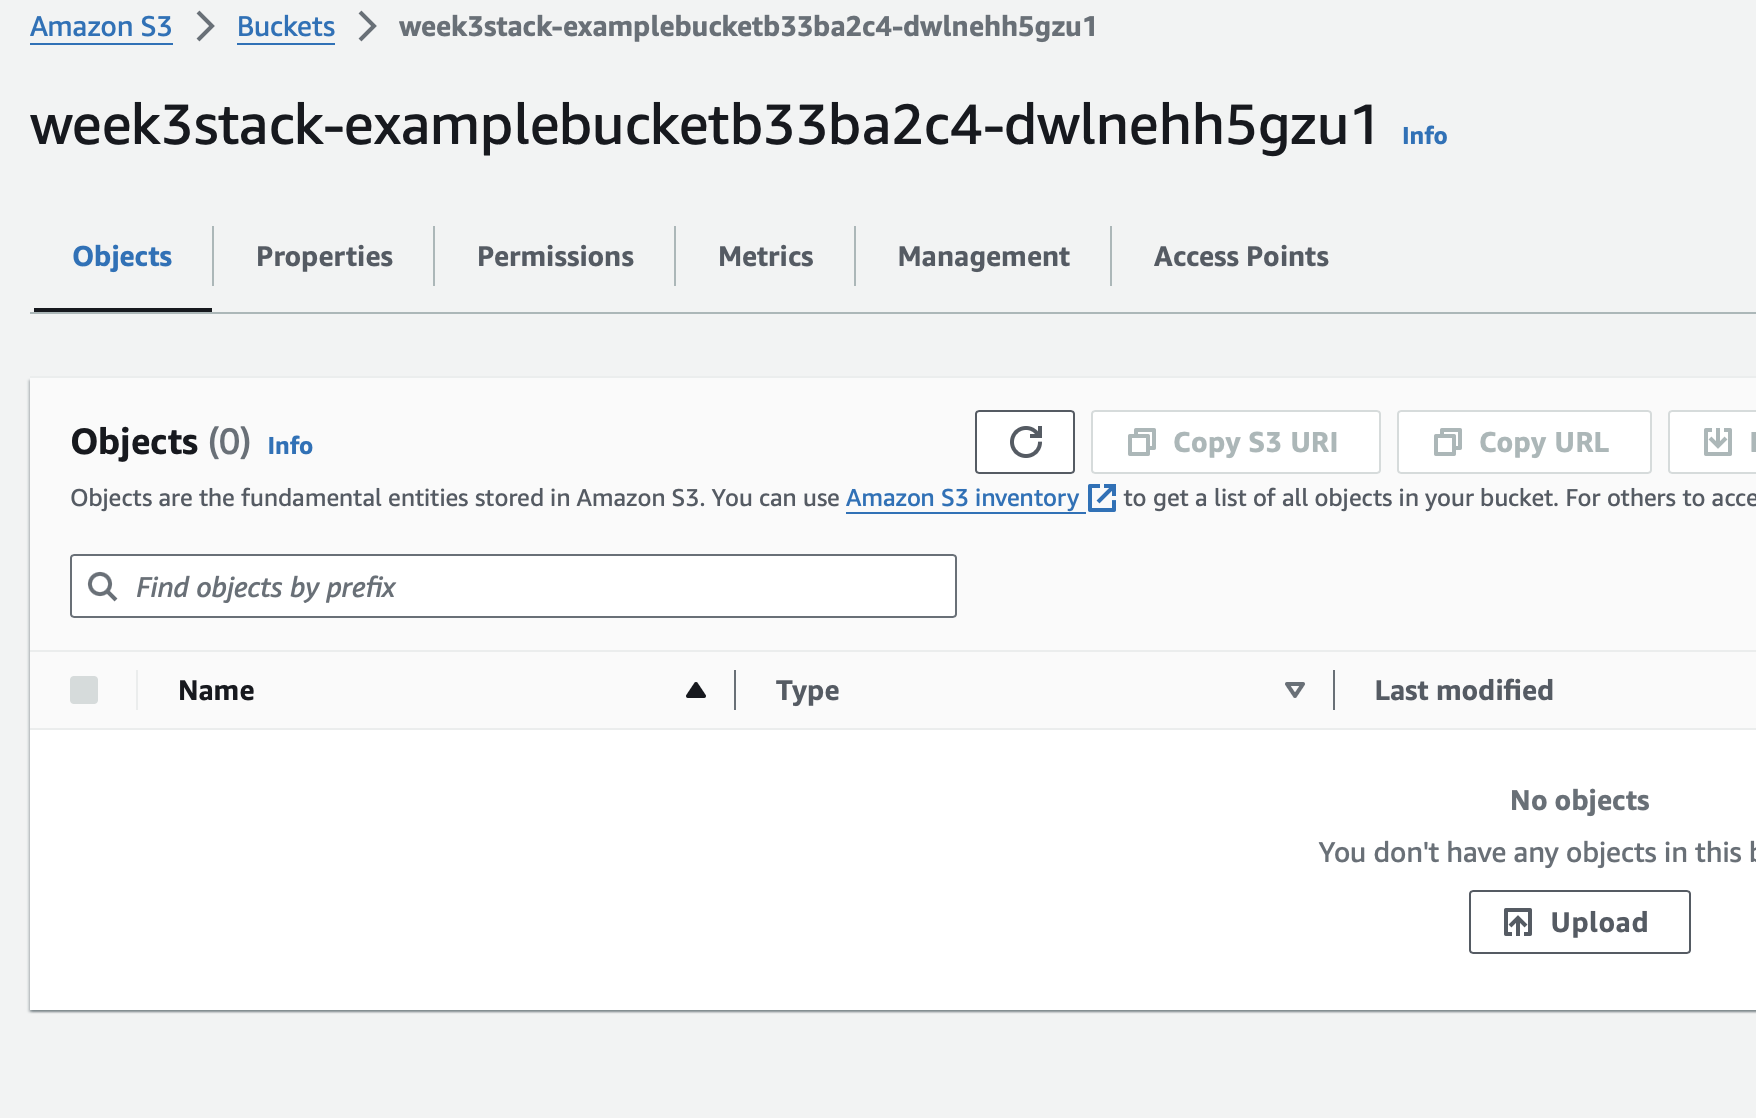 Amazon S3 > Buckets > week3stack-examplebucketb33ba2c4-dwlnehh5gzu1
week3stack-examplebucketb33ba2c4-dwlnehh5gzu1 Info
Objects Properties Permissions Metrics Management Access Points
Objects (0) Info Copy S3 URI Copy URL
Objects are the fundamental entities stored in Amazon S3. You can use Amazon S3 inventory to get a list of all objects in your bucket. For others to acce
Find objects by prefix
Name Type Last modified
No objects
You don't have any objects in this
Upload